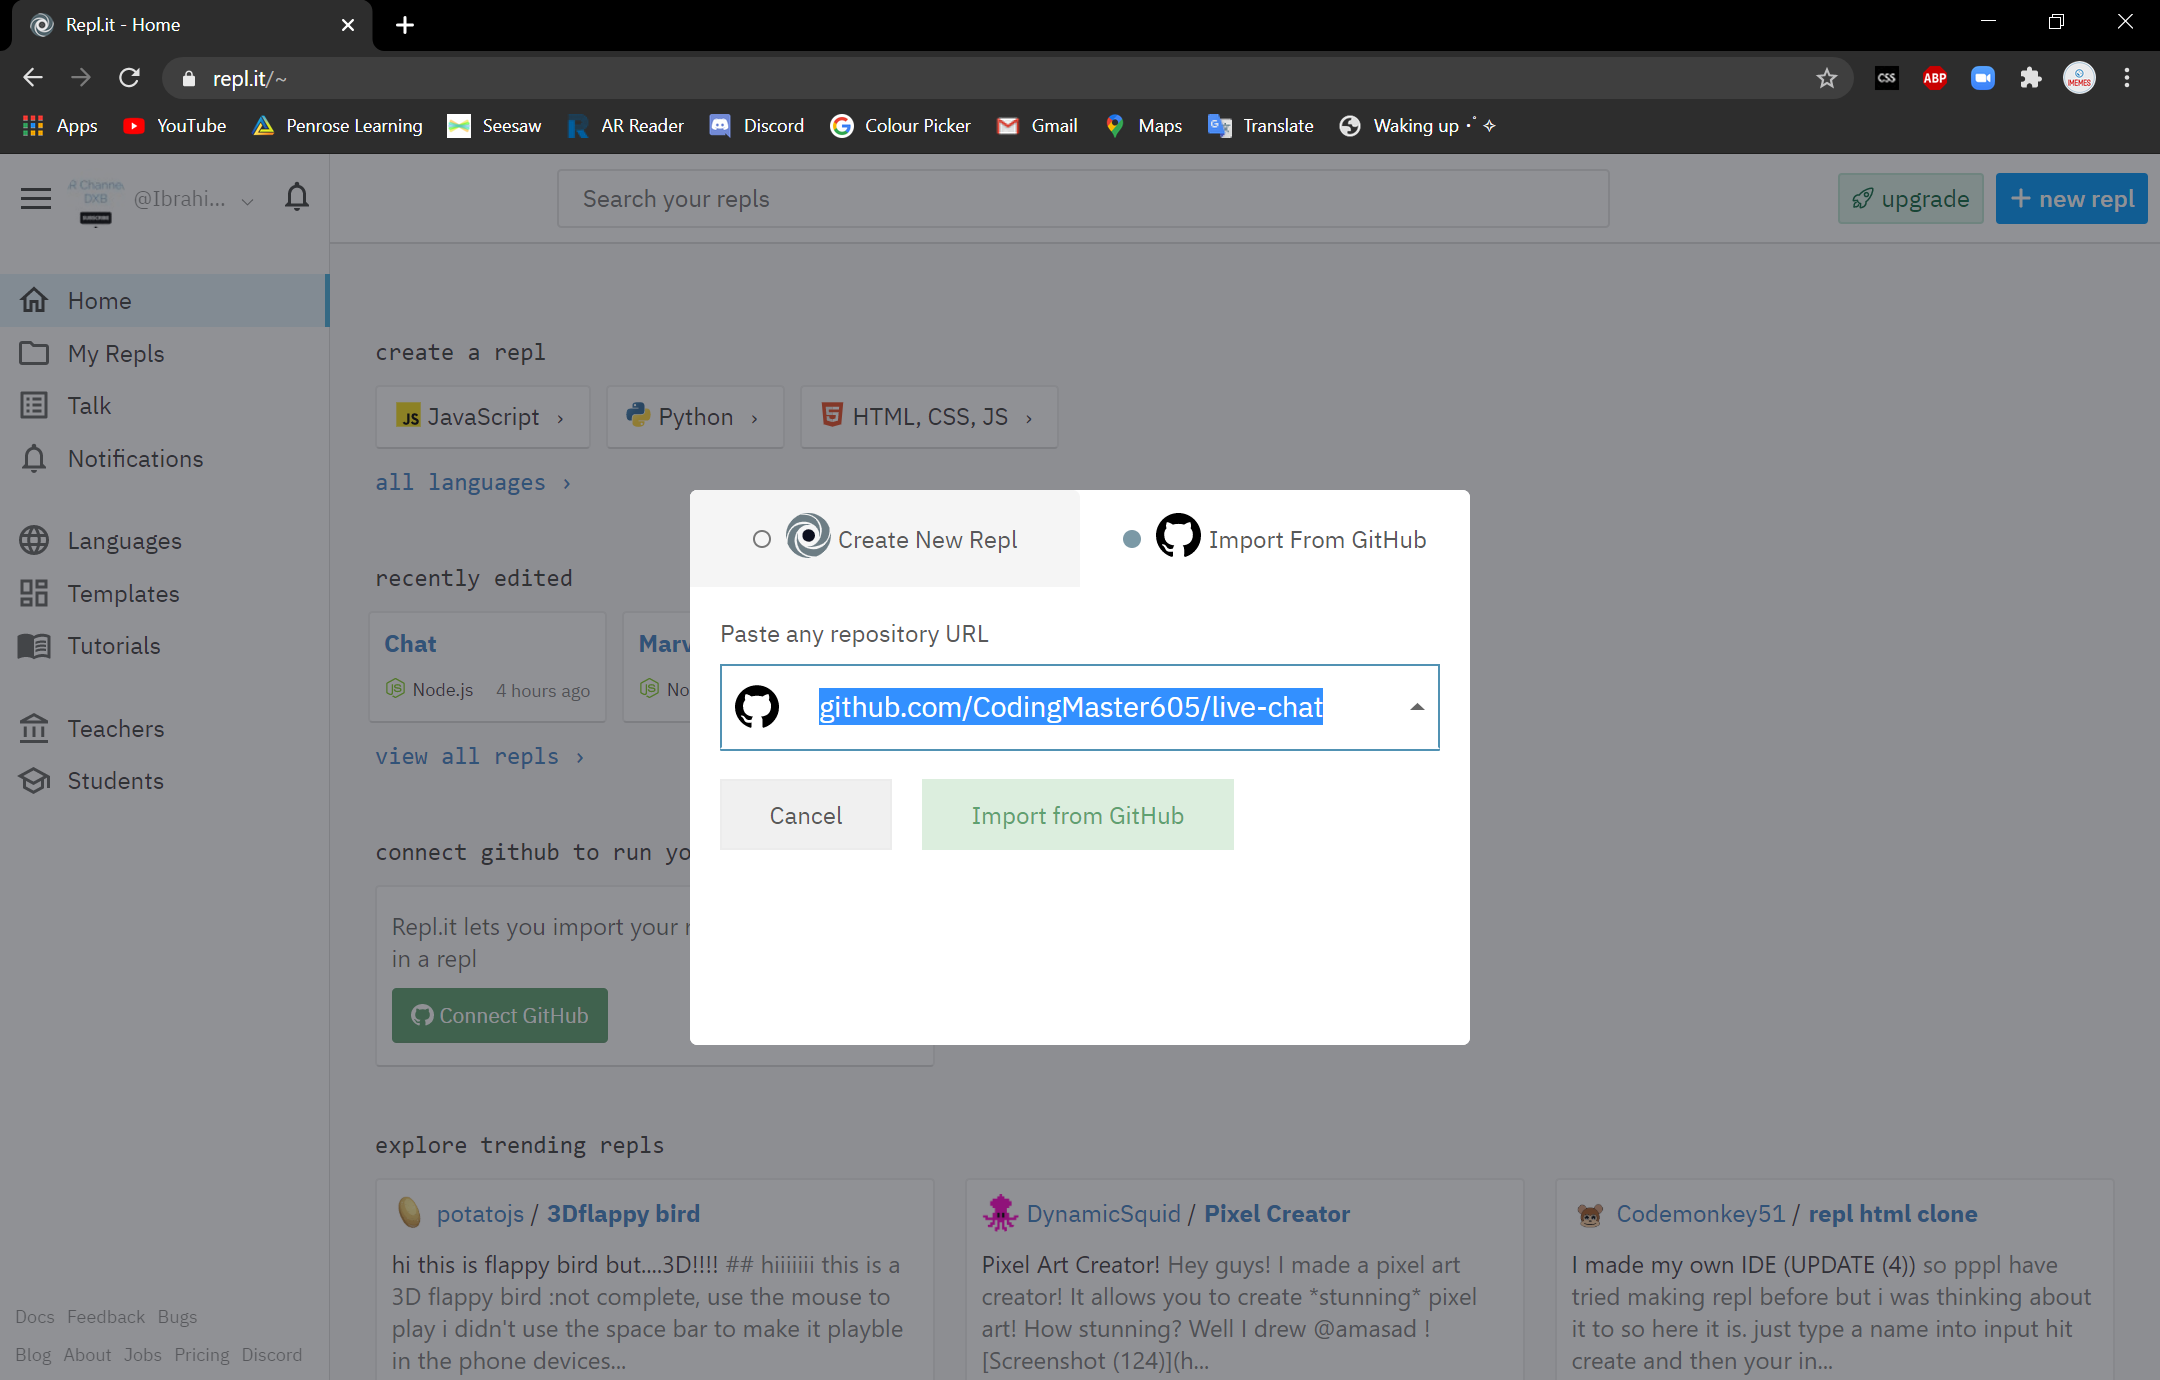 Repl.it - Home
repl.it/~
Apps YouTube Penrose Learning Seesaw AR Reader Discord Colour Picker Gmail Maps Translate Waking up
CSS ABP
IMEMES
Channel
DXB
SUBSCRIBE
@Ibrahi...
Search your repls
upgrade
+ new repl
Home
My Repls
Talk
Notifications
Languages
Templates
Tutorials
Teachers
Students
Docs Feedback Bugs
Blog About Jobs Pricing Discord
create a repl
JS JavaScript ›
Python ›
HTML, CSS, JS ›
all languages ›
recently edited
Chat
Node.js 4 hours ago
Marv
No
view all repls ›
connect github to run yo
Repl.it lets you import your r
in a repl
Connect GitHub
Create New Repl
Import From GitHub
Paste any repository URL
github.com/CodingMaster605/live-chat
Cancel
Import from GitHub
explore trending repls
potatojs / 3Dflappy bird
hi this is flappy bird but....3D!!!! ## hiiiiiii this is a
3D flappy bird :not complete, use the mouse to
play i didn't use the space bar to make it playble
in the phone devices...
DynamicSquid / Pixel Creator
Pixel Art Creator! Hey guys! I made a pixel art
creator! It allows you to create *stunning* pixel
art! How stunning? Well I drew @amasad !
[Screenshot (124)](h...
Codemonkey51 / repl html clone
I made my own IDE (UPDATE (4)) so pppl have
tried making repl before but i was thinking about
it to so here it is. just type a name into input hit
create and then your in...